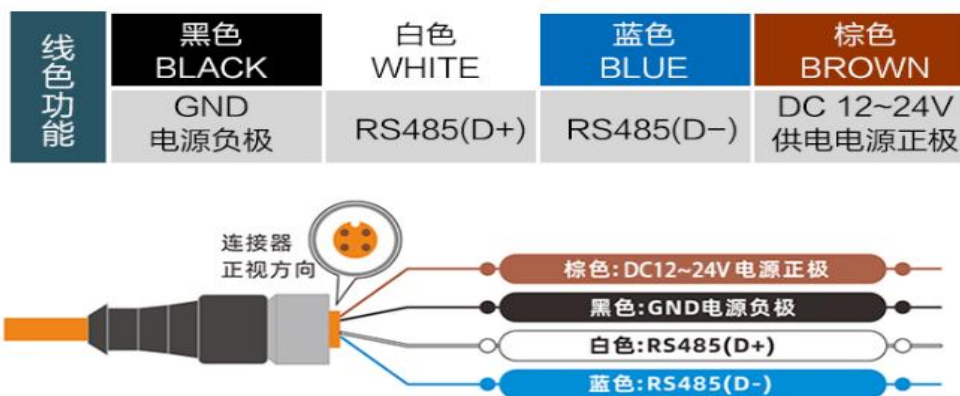 线色功能
黑色
BLACK
白色
WHITE
蓝色
BLUE
棕色
BROWN
GND
电源负极
RS485(D+)
RS485(D-)
DC 12~24V
供电电源正极
连接器
正视方向
棕色:DC12~24V电源正极
黑色:GND电源负极
白色:RS485(D+)
蓝色:RS485(D-)